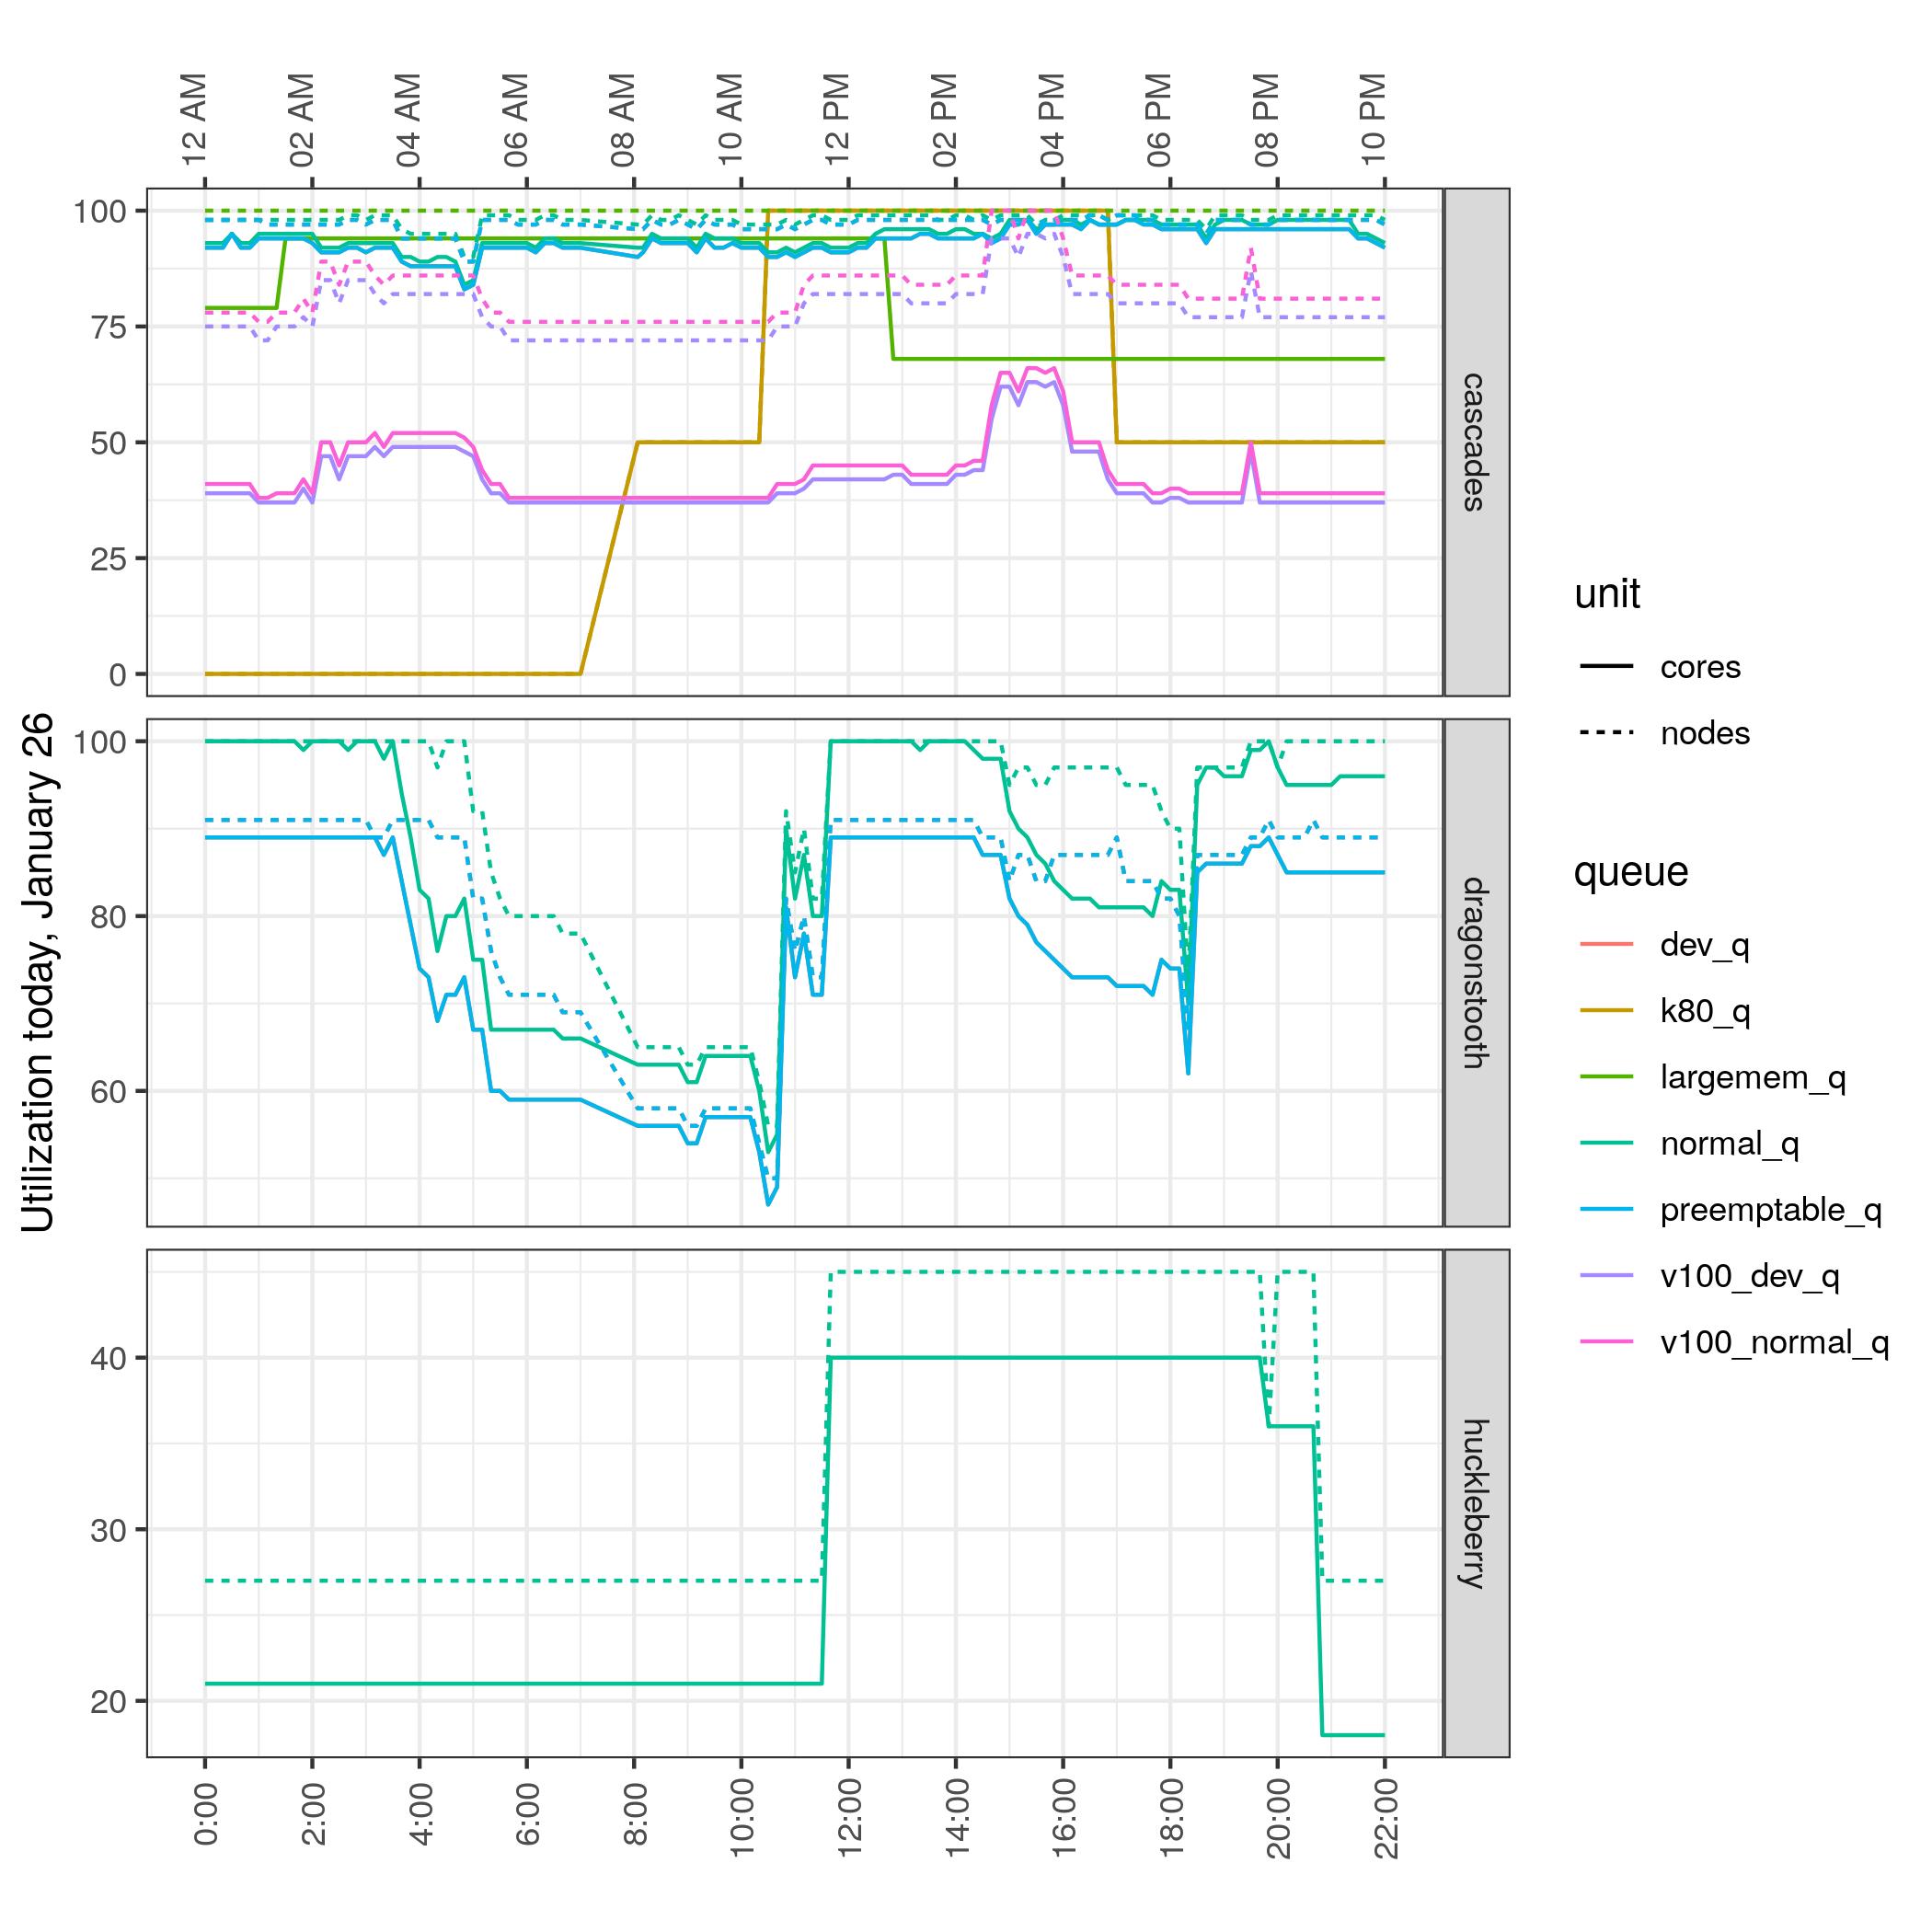 12 AM
02 AM
04 AM
06 AM
08 AM
10 AM
12 PM
02 PM
04 PM
06 PM
08 PM
10 PM
Utilization today, January 26
100
75
50
25
0
cascades
100
80
60
dragonstooth
40
30
20
huckleberry
0:00
2:00
4:00
6:00
8:00
10:00
12:00
14:00
16:00
18:00
20:00
22:00
unit
cores
nodes
queue
dev_q
k80_q
largemem_q
normal_q
preemptable_q
v100_dev_q
v100_normal_q